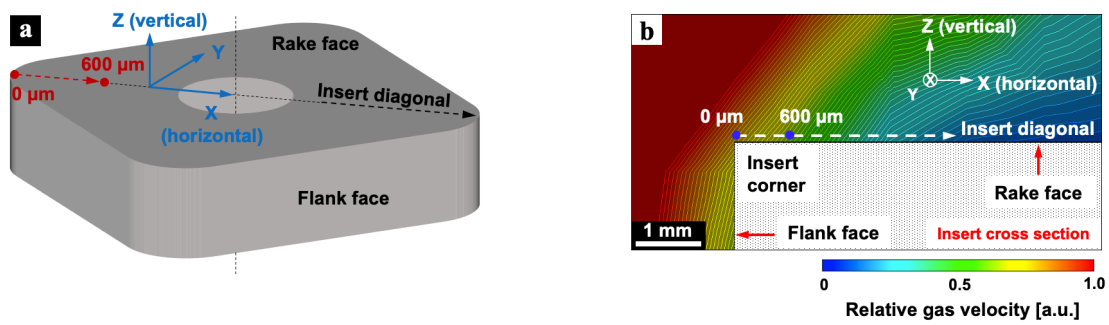 a
Z (vertical)
Rake face
Y
600 µm
0 µm
Insert diagonal
X
(horizontal)
Flank face
b
Z (vertical)
X (horizontal)
Y
0 µm
600 µm
Insert diagonal
Insert
corner
Rake face
1 mm
Flank face
Insert cross section
0
0.5
1.0
Relative gas velocity [a.u.]